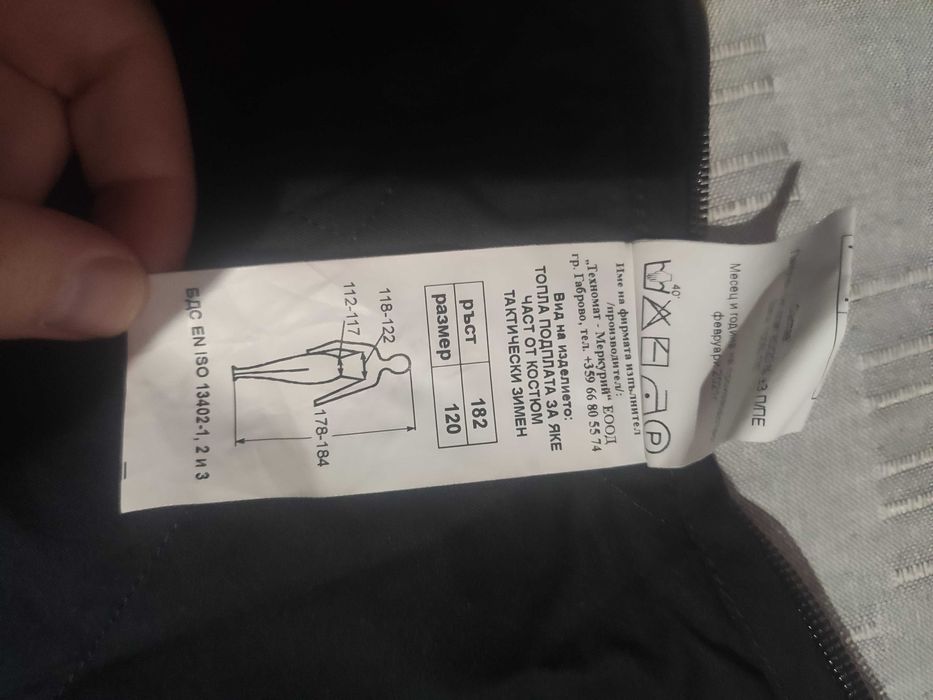 ПЕ
Месец и
февруари
40°
P
Име на фирмата изпълнител
/производител/:
„Техномат - Меркурий“ ЕООД
гр. Габрово, тел. +359 66 80 55 74
Вид на изделието:
ТОПЛА ПОДПЛАТА ЗА ЯКЕ
ЧАСТ ОТ КОСТЮМ
ТАКТИЧЕСКИ ЗИМЕН
ръст 182
размер 120
118-122
112-117
178-184
БДС EN ISO 13402-1, 2 и 3